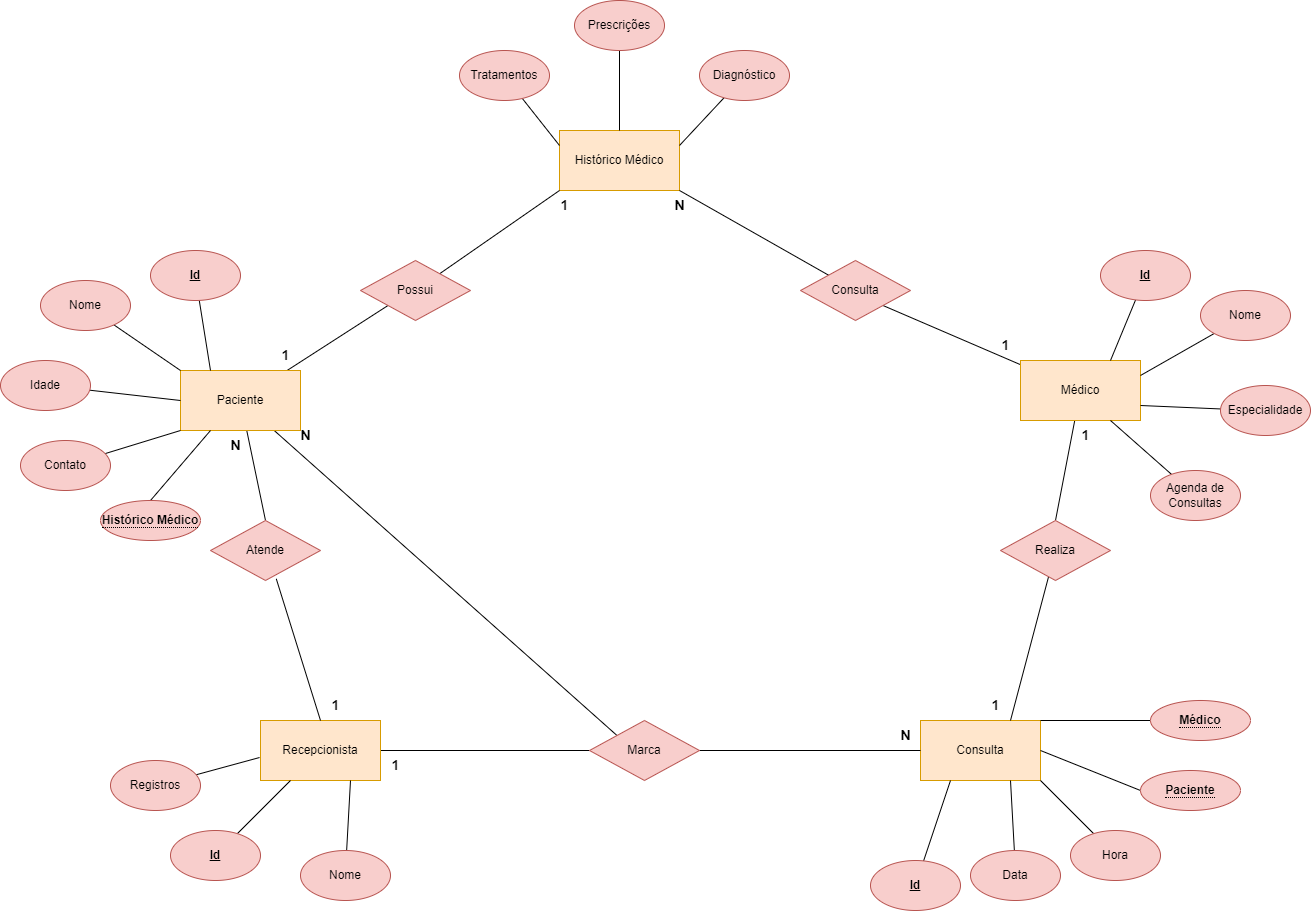 Prescrições
Tratamentos
Diagnóstico
Histórico Médico
1
N
Id
Nome
Possui
Consulta
Id
Nome
1
1
Idade
Paciente
Médico
Especialidade
N
N
1
Contato
Histórico Médico
Agenda de
Consultas
Atende
Realiza
1
1
Médico
N
Recepcionista
Marca
Consulta
1
Registros
Paciente
Id
Nome
Id
Data
Hora